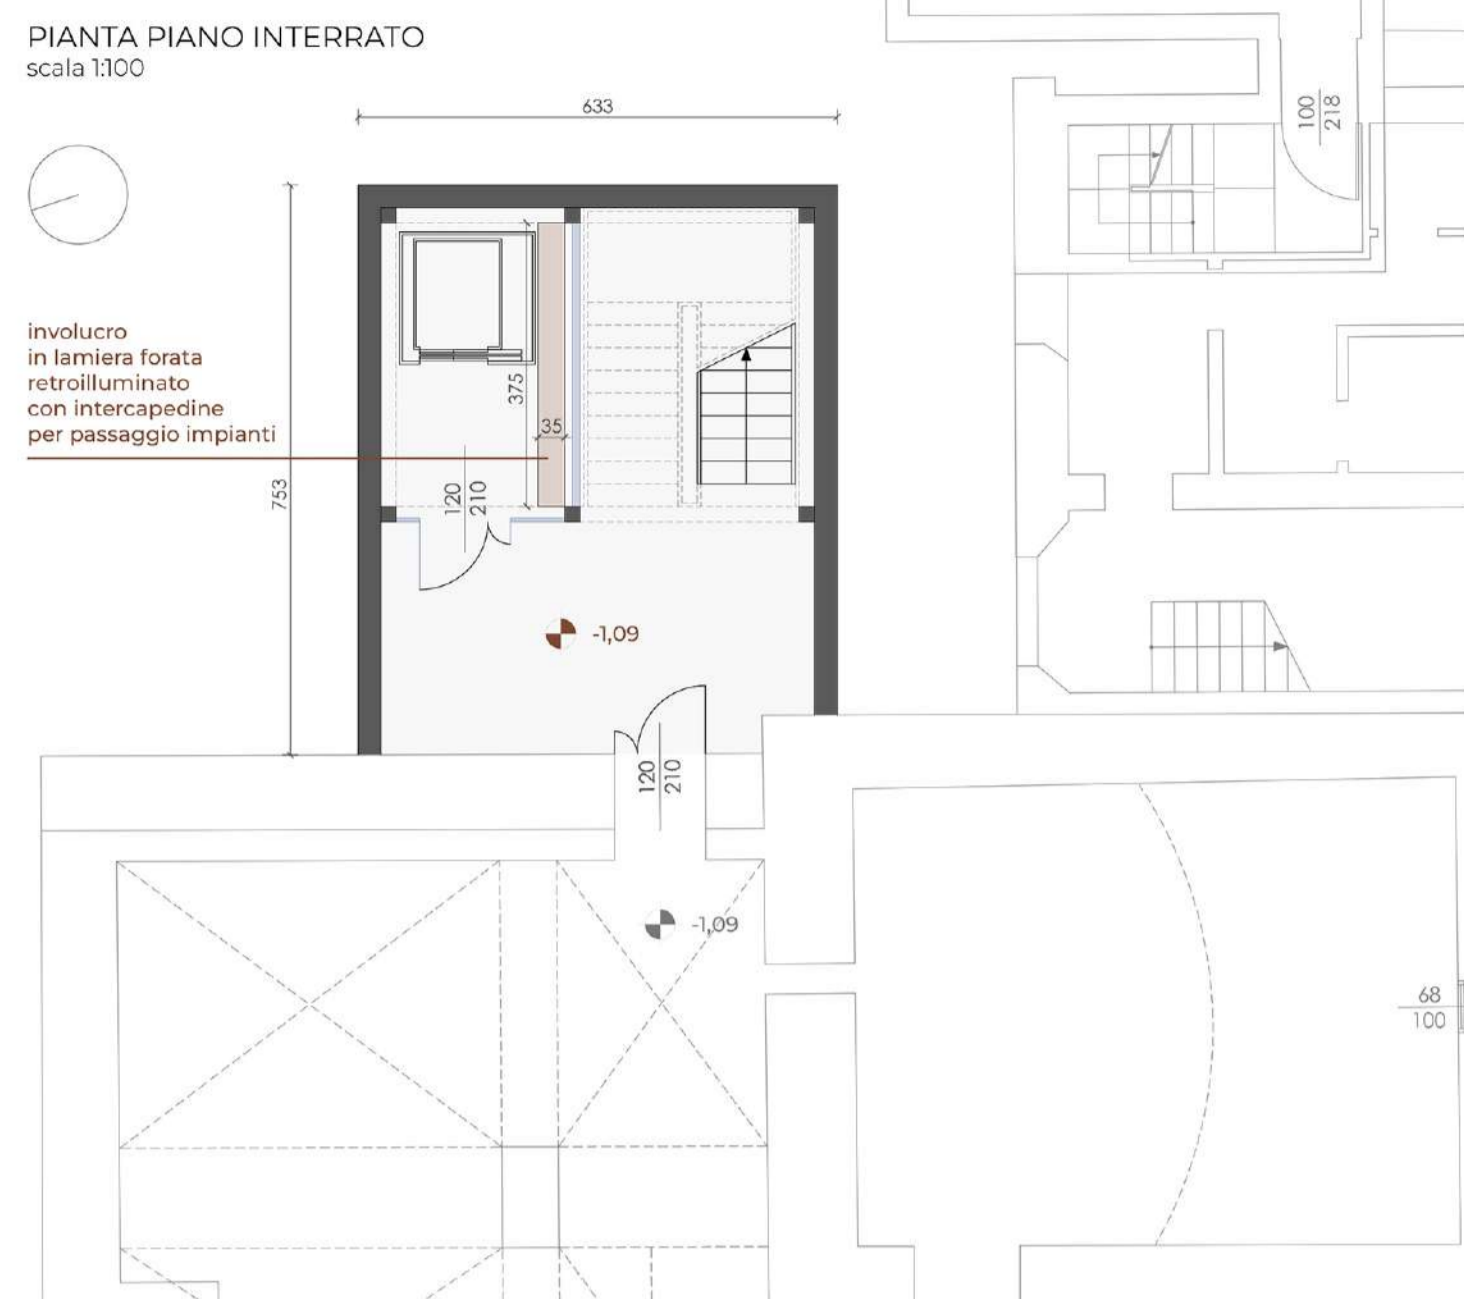 PIANTA PIANO INTERRATO
scala 1:100
633
100
218
involucro
in lamiera forata
retroilluminato
con intercapedine
per passaggio impianti
375
35
753
120
210
-1,09
120
210
-1,09
68
100